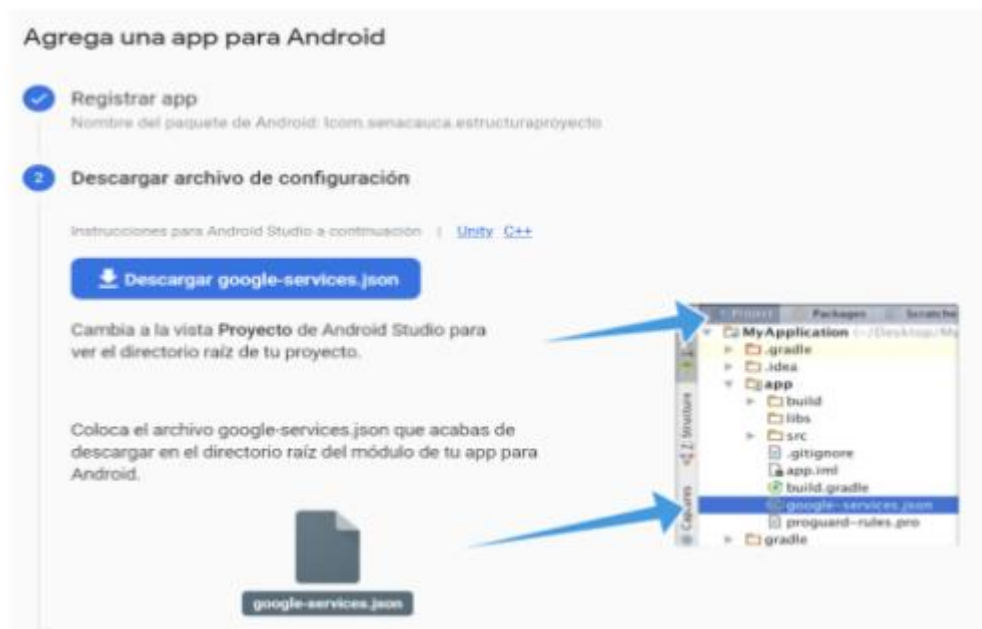 Agrega una app para Android
Registrar app
Nombre del paquete de Android: lcom.senacauca.estructuraproyecto
2
Descargar archivo de configuración
Instrucciones para Android Studio a continuación | Unity C++
Descargar google-services.json
Cambia a la vista Proyecto de Android Studio para
ver el directorio raíz de tu proyecto.
Coloca el archivo google-services.json que acabas de
descargar en el directorio raíz del módulo de tu app para
Android.
google-services.json
Project Packages Scratche
MyApplication (~/Desktop/My
.gradle
.idea
app
build
libs
src
.gitignore
app.iml
build.gradle
google-services.json
proguard-rules.pro
gradle
Z: Structure
Captures